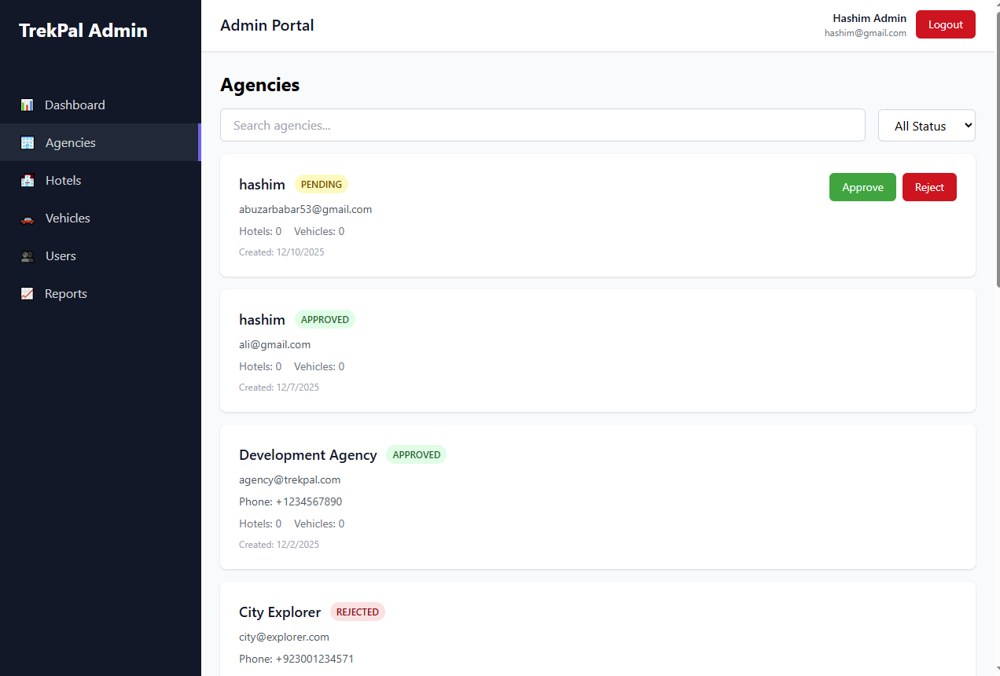 TrekPal Admin
Dashboard
Agencies
Hotels
Vehicles
Users
Reports
Admin Portal
Hashim Admin
hashim@gmail.com
Logout
Agencies
Search agencies...
All Status
hashim PENDING
Approve
Reject
abuzarbabar53@gmail.com
Hotels: 0 Vehicles: 0
Created: 12/10/2025
hashim APPROVED
ali@gmail.com
Hotels: 0 Vehicles: 0
Created: 12/7/2025
Development Agency APPROVED
agency@trekpal.com
Phone: +1234567890
Hotels: 0 Vehicles: 0
Created: 12/2/2025
City Explorer REJECTED
city@explorer.com
Phone: +923001234571